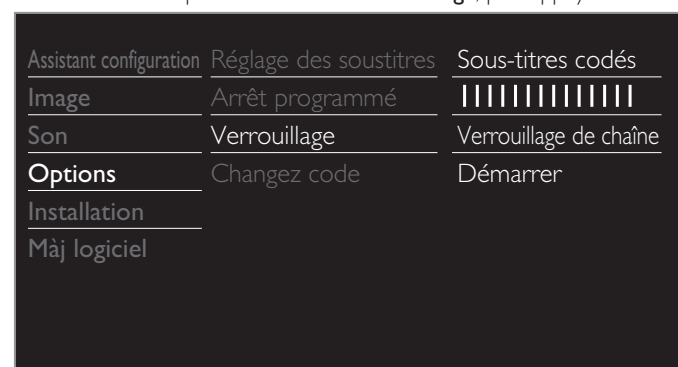 Assistant configuration
Image
Son
Options
Installation
Màj logiciel
Réglage des soustitres
Arrêt programmé
Verrouillage
Changez code
Sous-titres codés
Verrouillage de chaîne
Démarrer